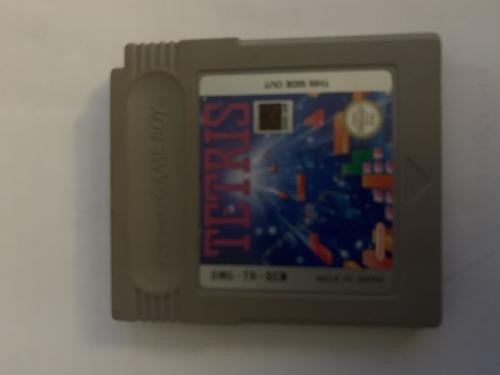 Nintendo GAME BOY
THIS SIDE OUT
TETRIS
DMG-TR-SCN
MADE IN JAPAN